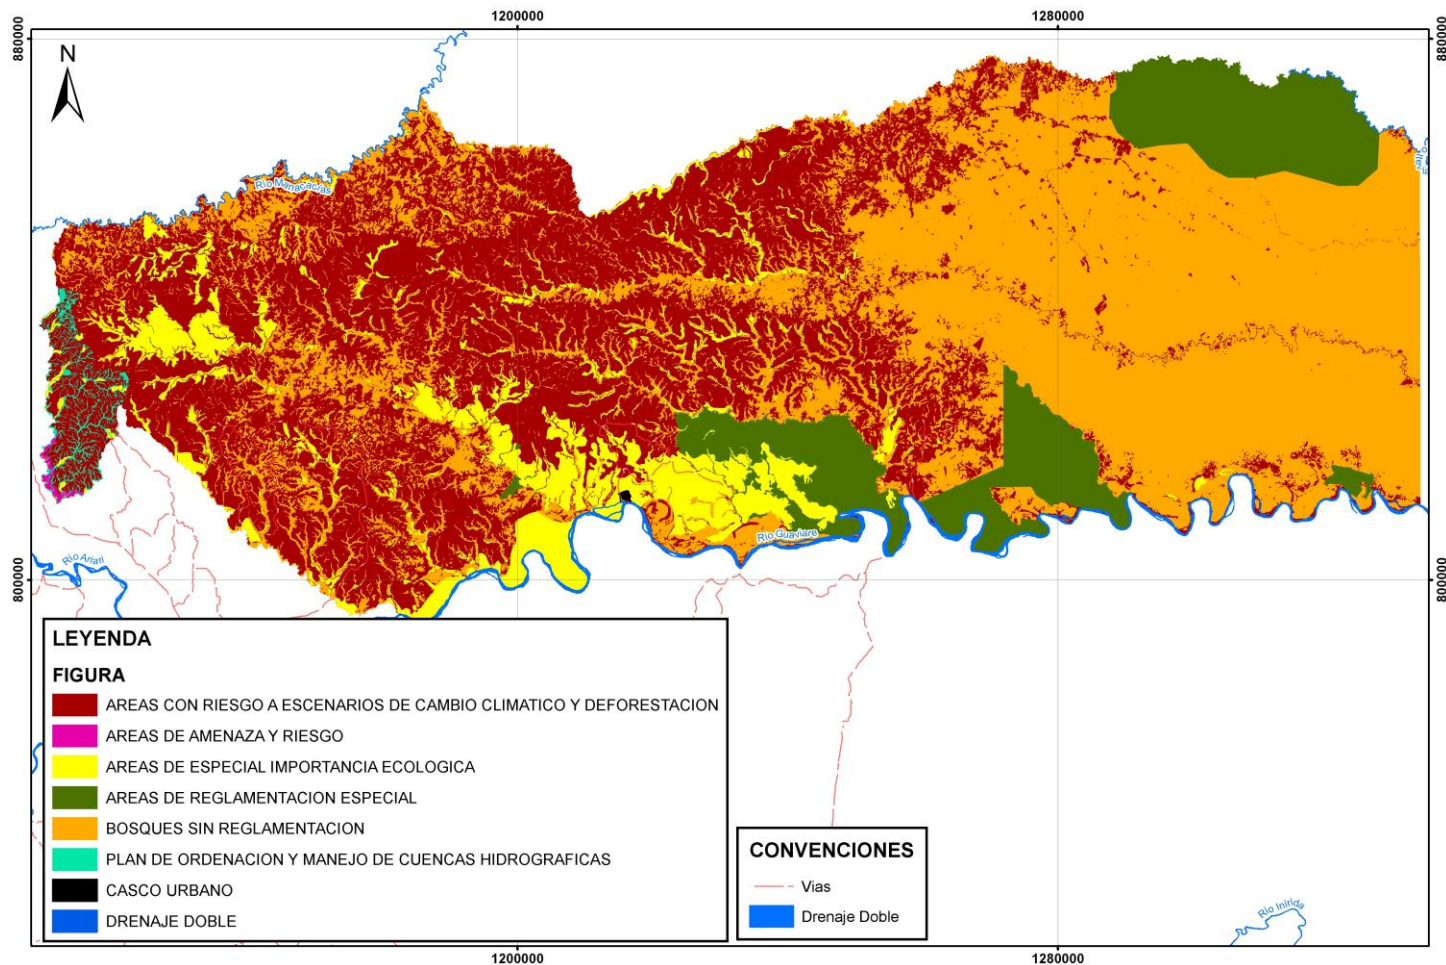 1200000
1280000
880000
880000
N
Río Manacacías
800000
800000
Río Guaviare
Río Ariari
LEYENDA
FIGURA
AREAS CON RIESGO A ESCENARIOS DE CAMBIO CLIMATICO Y DEFORESTACION
AREAS DE AMENAZA Y RIESGO
AREAS DE ESPECIAL IMPORTANCIA ECOLOGICA
AREAS DE REGLAMENTACION ESPECIAL
BOSQUES SIN REGLAMENTACION
PLAN DE ORDENACION Y MANEJO DE CUENCAS HIDROGRAFICAS
CASCO URBANO
DRENAJE DOBLE
CONVENCIONES
Vias
Drenaje Doble
Río Inírida
1200000
1280000